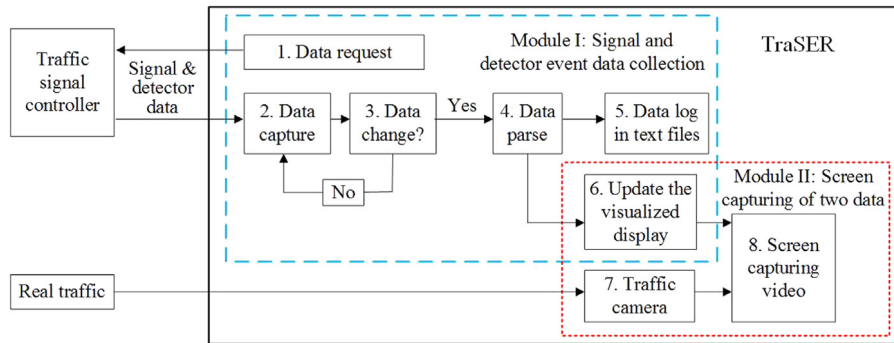 Traffic
signal
controller
Signal &
detector
data
1. Data request
Module I: Signal and
detector event data collection
TraSER
2. Data
capture
3. Data
change?
Yes
4. Data
parse
5. Data log
in text files
No
6. Update the
visualized
display
Module II: Screen
capturing of two data
8. Screen
capturing
video
Real traffic
7. Traffic
camera